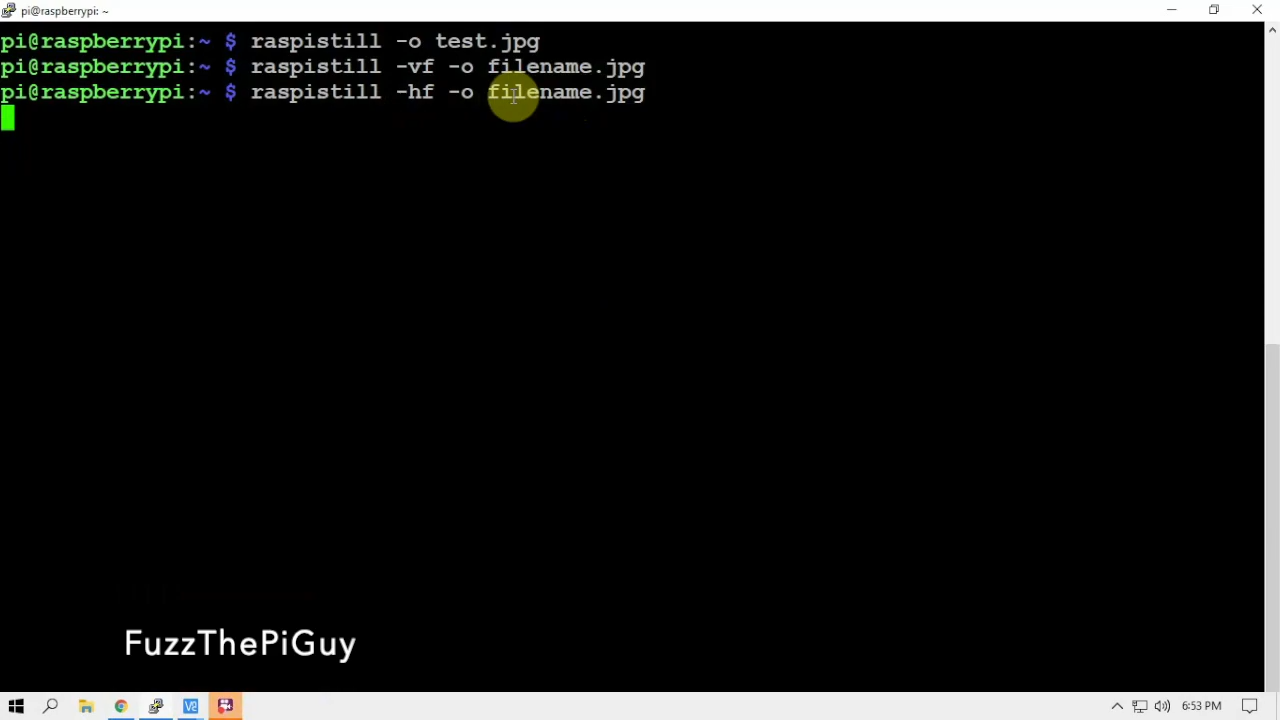 pi@raspberrypi: ~
pi@raspberrypi:~ $ raspistill -o test.jpg
pi@raspberrypi:~ $ raspistill -vf -o filename.jpg
pi@raspberrypi:~ $ raspistill -hf -o filename.jpg
FuzzThePiGuy
6:53 PM